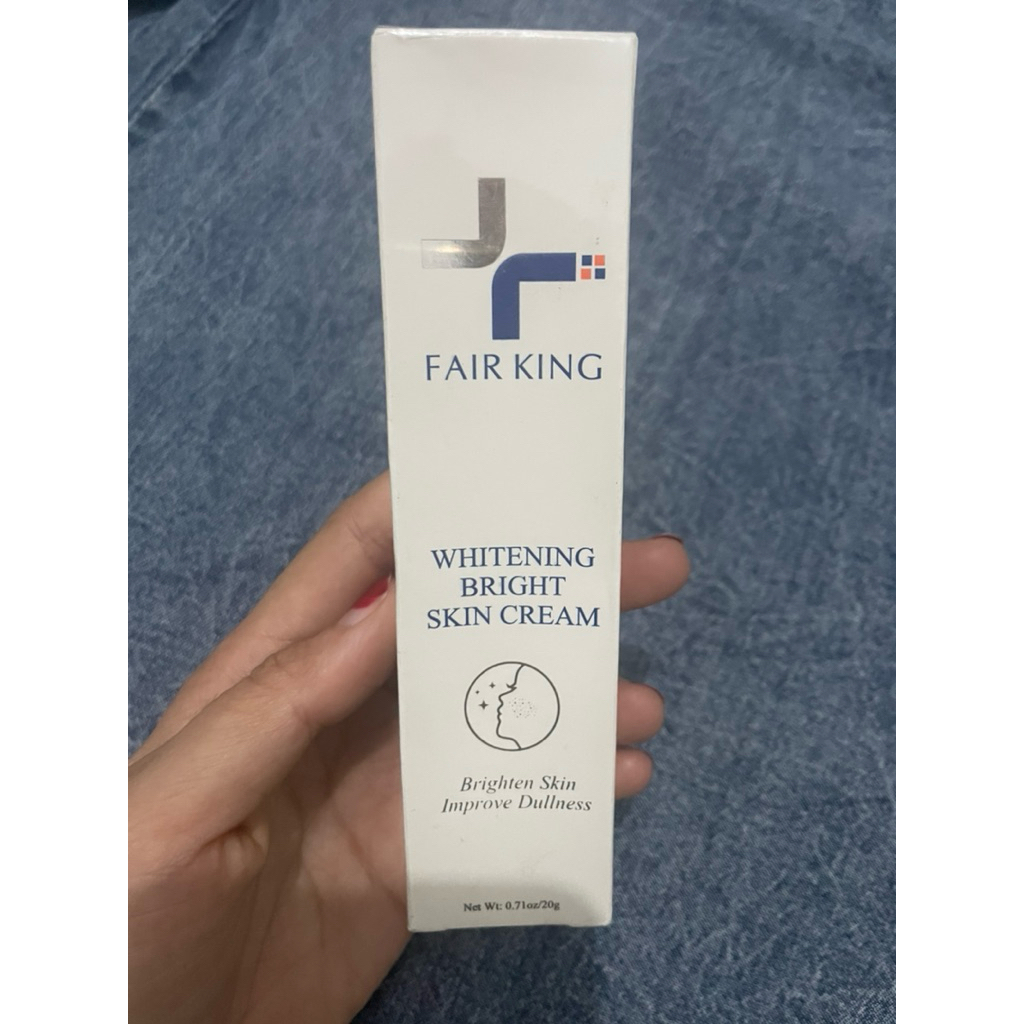 FAIR KING
WHITENING
BRIGHT
SKIN CREAM
Brighten Skin
Improve Dullness
Net Wt: 0.71oz/20g